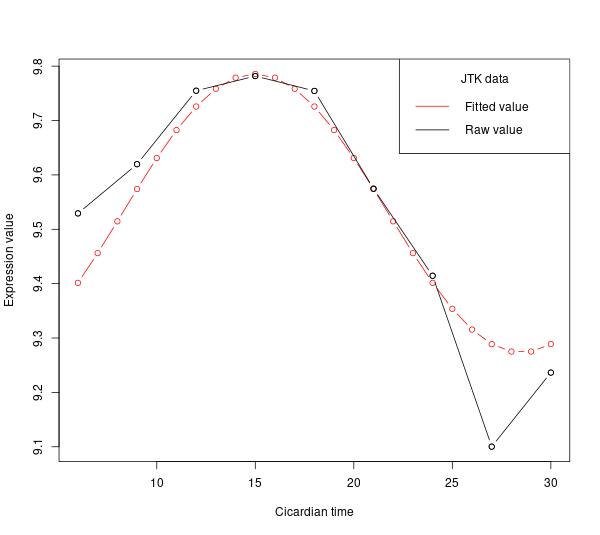 JTK data
Fitted value
Raw value
Expression value
9.8
9.7
9.6
9.5
9.4
9.3
9.2
9.1
10 15 20 25 30
Cicardian time